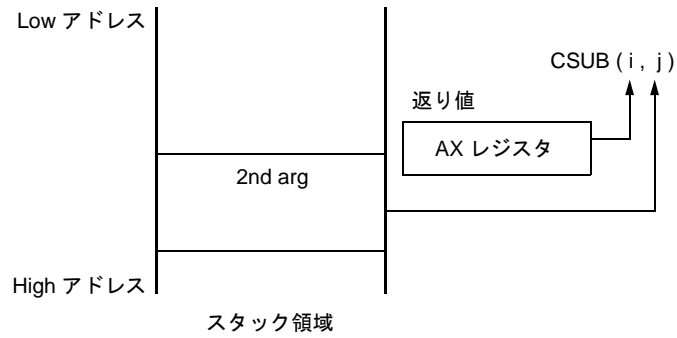 Low アドレス
CSUB ( i , j )
返り値
AX レジスタ
2nd arg
High アドレス
スタック領域